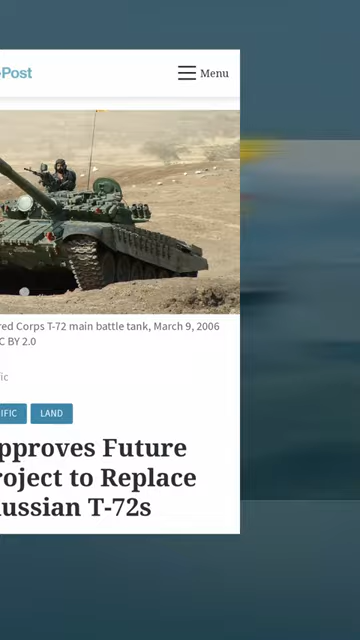 Post
Menu
red Corps T-72 main battle tank, March 9, 2006
C BY 2.0
ic
IFIC
LAND
pproves Future
roject to Replace
ussian T-72s